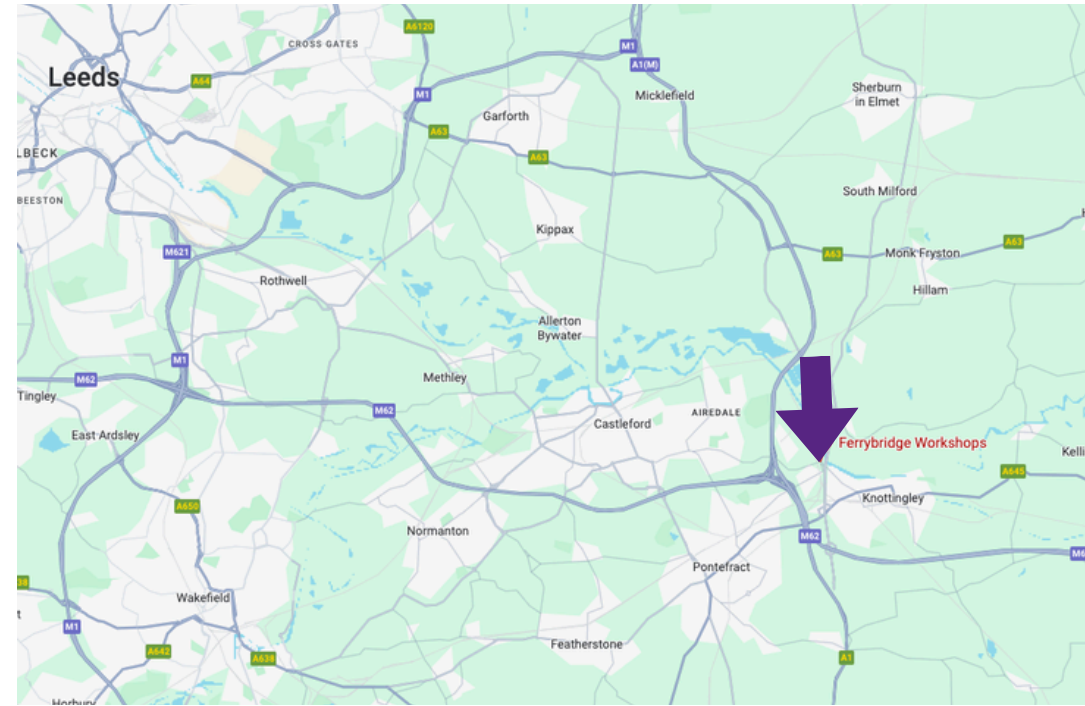 A6120
CROSS GATES
M1
A1(M)
Leeds
A64
M1
Micklefield
Sherburn
in Elmet
Garforth
A63
LBECK
A63
BEESTON
South Milford
Kippax
M621
A63
A63
Monk Fryston
Rothwell
Hillam
Allerton
Bywater
M1
Methley
M62
Tingley
M62
AIREDALE
Castleford
East Ardsley
Ferrybridge Workshops
Kelli
A645
A650
Knottingley
Normanton
M62
M6
Pontefract
38
Wakefield
t
M1
Featherstone
A642
A638
A1
Horbury